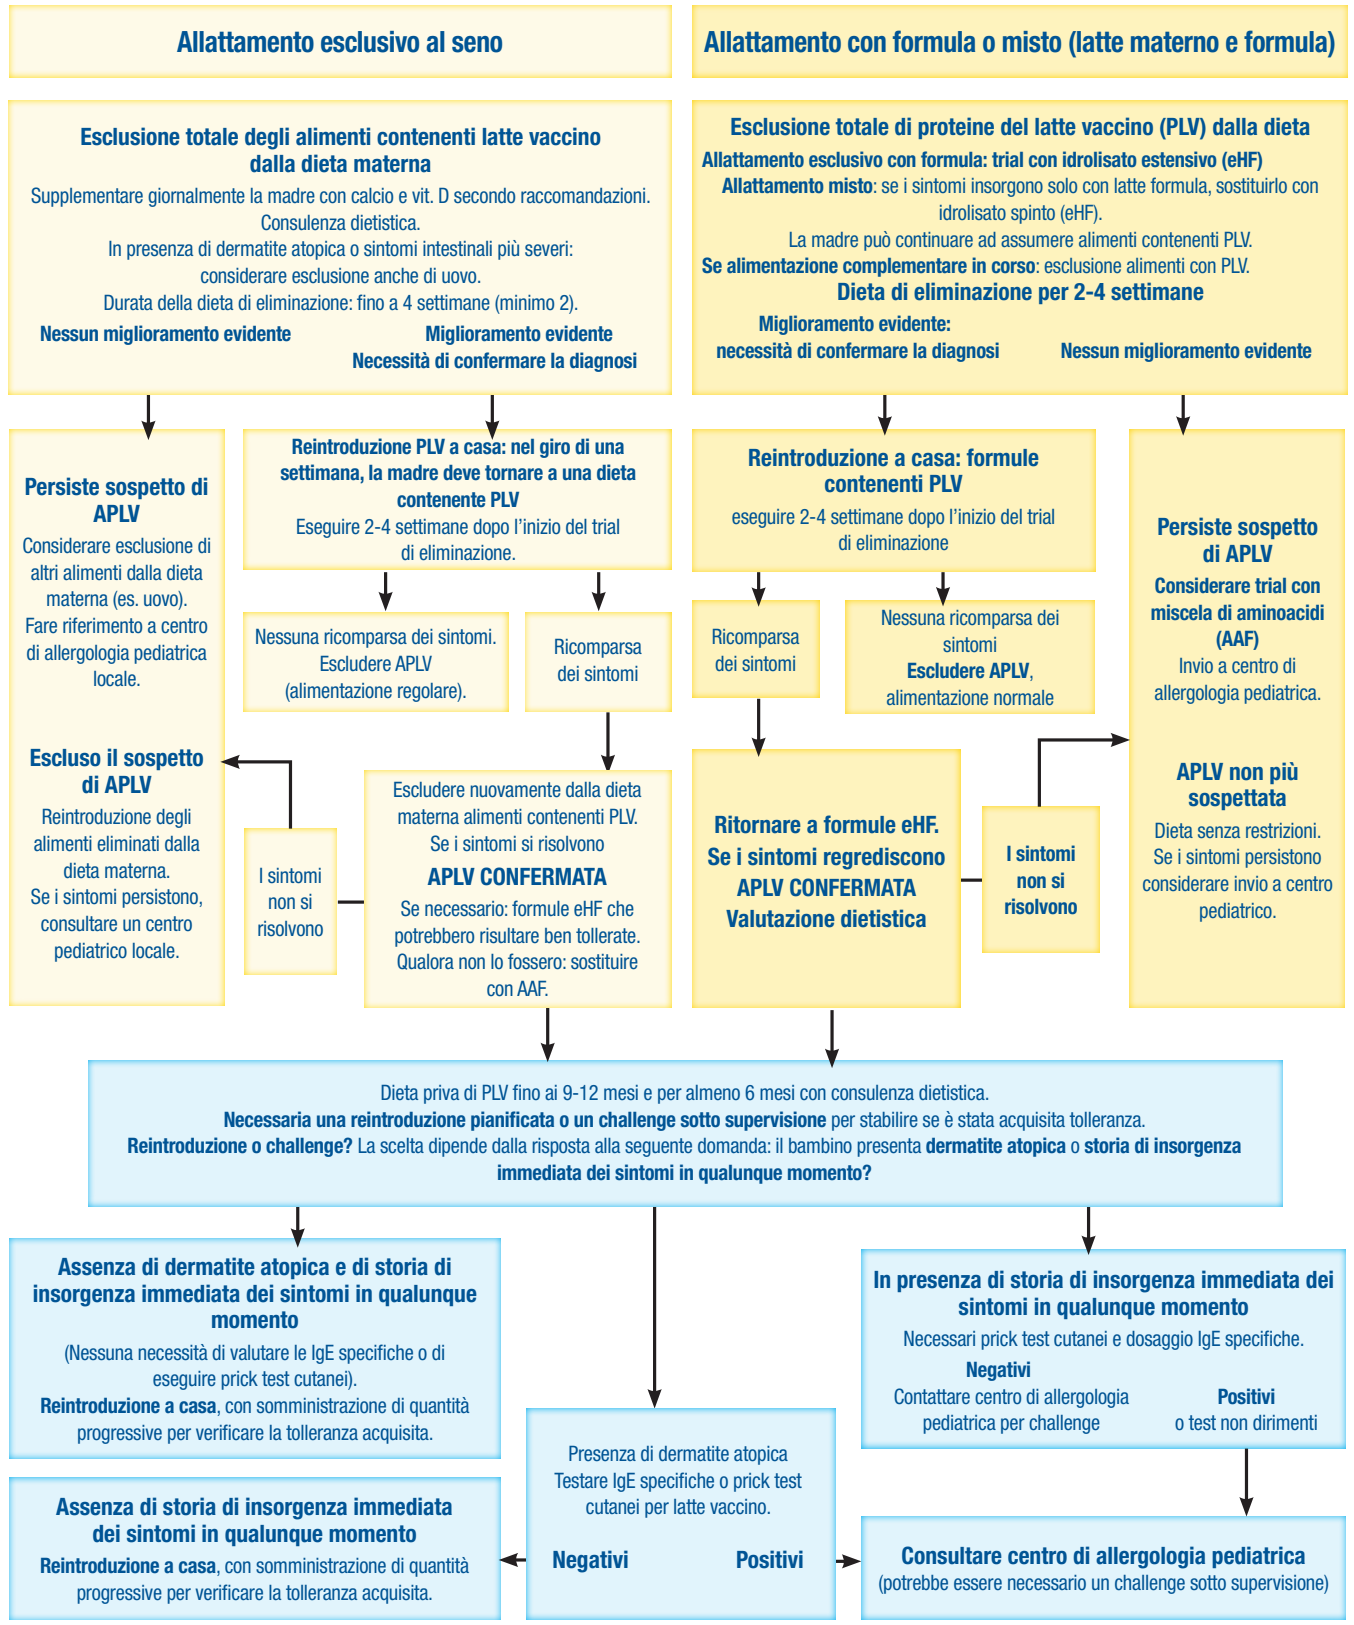 Allattamento esclusivo al seno
Allattamento con formula o misto (latte materno e formula)
Esclusione totale degli alimenti contenenti latte vaccino
dalla dieta materna
Supplementare giornalmente la madre con calcio e vit. D secondo raccomandazioni.
Consulenza dietistica.
In presenza di dermatite atopica o sintomi intestinali più severi:
considerare esclusione anche di uovo.
Durata della dieta di eliminazione: fino a 4 settimane (minimo 2).
Nessun miglioramento evidente
Miglioramento evidente
Necessità di confermare la diagnosi
Esclusione totale di proteine del latte vaccino (PLV) dalla dieta
Allattamento esclusivo con formula: trial con idrolisato estensivo (eHF)
Allattamento misto: se i sintomi insorgono solo con latte formula, sostituirlo con
idrolisato spinto (eHF).
La madre può continuare ad assumere alimenti contenenti PLV.
Se alimentazione complementare in corso: esclusione alimenti con PLV.
Dieta di eliminazione per 2-4 settimane
Miglioramento evidente:
necessità di confermare la diagnosi
Nessun miglioramento evidente
Persiste sospetto di
APLV
Considerare esclusione di
altri alimenti dalla dieta
materna (es. uovo).
Fare riferimento a centro
di allergologia pediatrica
locale.
Escluso il sospetto
di APLV
Reintroduzione degli
alimenti eliminati dalla
dieta materna.
Se i sintomi persistono,
consultare un centro
pediatrico locale.
Reintroduzione PLV a casa: nel giro di una
settimana, la madre deve tornare a una dieta
contenente PLV
Eseguire 2-4 settimane dopo l'inizio del trial
di eliminazione.
Nessuna ricomparsa dei sintomi.
Escludere APLV
(alimentazione regolare).
Ricomparsa
dei sintomi
I sintomi
non si
risolvono
Escludere nuovamente dalla dieta
materna alimenti contenenti PLV.
Se i sintomi si risolvono
APLV CONFERMATA
Se necessario: formule eHF che
potrebbero risultare ben tollerate.
Qualora non lo fossero: sostituire
con AAF.
Reintroduzione a casa: formule
contenenti PLV
eseguire 2-4 settimane dopo l'inizio del trial
di eliminazione
Ricomparsa
dei sintomi
Nessuna ricomparsa dei
sintomi
Escludere APLV,
alimentazione normale
Ritornare a formule eHF.
Se i sintomi regrediscono
APLV CONFERMATA
Valutazione dietistica
I sintomi
non si
risolvono
Persiste sospetto
di APLV
Considerare trial con
miscela di aminoacidi
(AAF)
Invio a centro di
allergologia pediatrica.
APLV non più
sospettata
Dieta senza restrizioni.
Se i sintomi persistono
considerare invio a centro
pediatrico.
Dieta priva di PLV fino ai 9-12 mesi e per almeno 6 mesi con consulenza dietistica.
Necessaria una reintroduzione pianificata o un challenge sotto supervisione per stabilire se è stata acquisita tolleranza.
Reintroduzione o challenge? La scelta dipende dalla risposta alla seguente domanda: il bambino presenta dermatite atopica o storia di insorgenza
immediata dei sintomi in qualunque momento?
Assenza di dermatite atopica e di storia di
insorgenza immediata dei sintomi in qualunque
momento
(Nessuna necessità di valutare le IgE specifiche o di
eseguire prick test cutanei).
Reintroduzione a casa, con somministrazione di quantità
progressive per verificare la tolleranza acquisita.
Assenza di storia di insorgenza immediata
dei sintomi in qualunque momento
Reintroduzione a casa, con somministrazione di quantità
progressive per verificare la tolleranza acquisita.
Presenza di dermatite atopica
Testare IgE specifiche o prick test
cutanei per latte vaccino.
Negativi
Positivi
In presenza di storia di insorgenza immediata dei
sintomi in qualunque momento
Necessari prick test cutanei e dosaggio IgE specifiche.
Negativi
Contattare centro di allergologia
pediatrica per challenge
Positivi
o test non dirimenti
Consultare centro di allergologia pediatrica
(potrebbe essere necessario un challenge sotto supervisione)